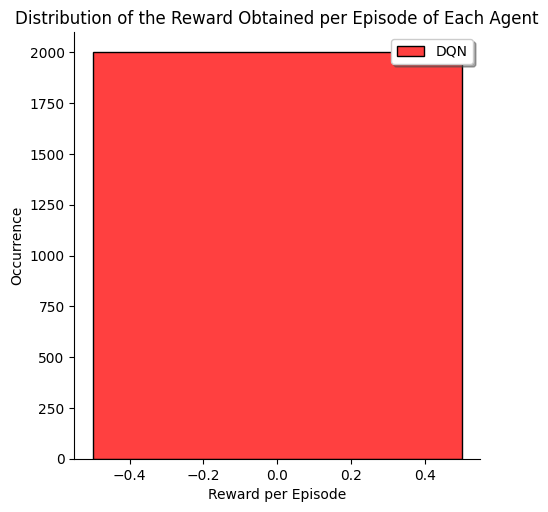 Distribution of the Reward Obtained per Episode of Each Agent
DQN
2000
1750
1500
1250
1000
750
500
250
0
Occurrence
−0.4 −0.2 0.0 0.2 0.4
Reward per Episode